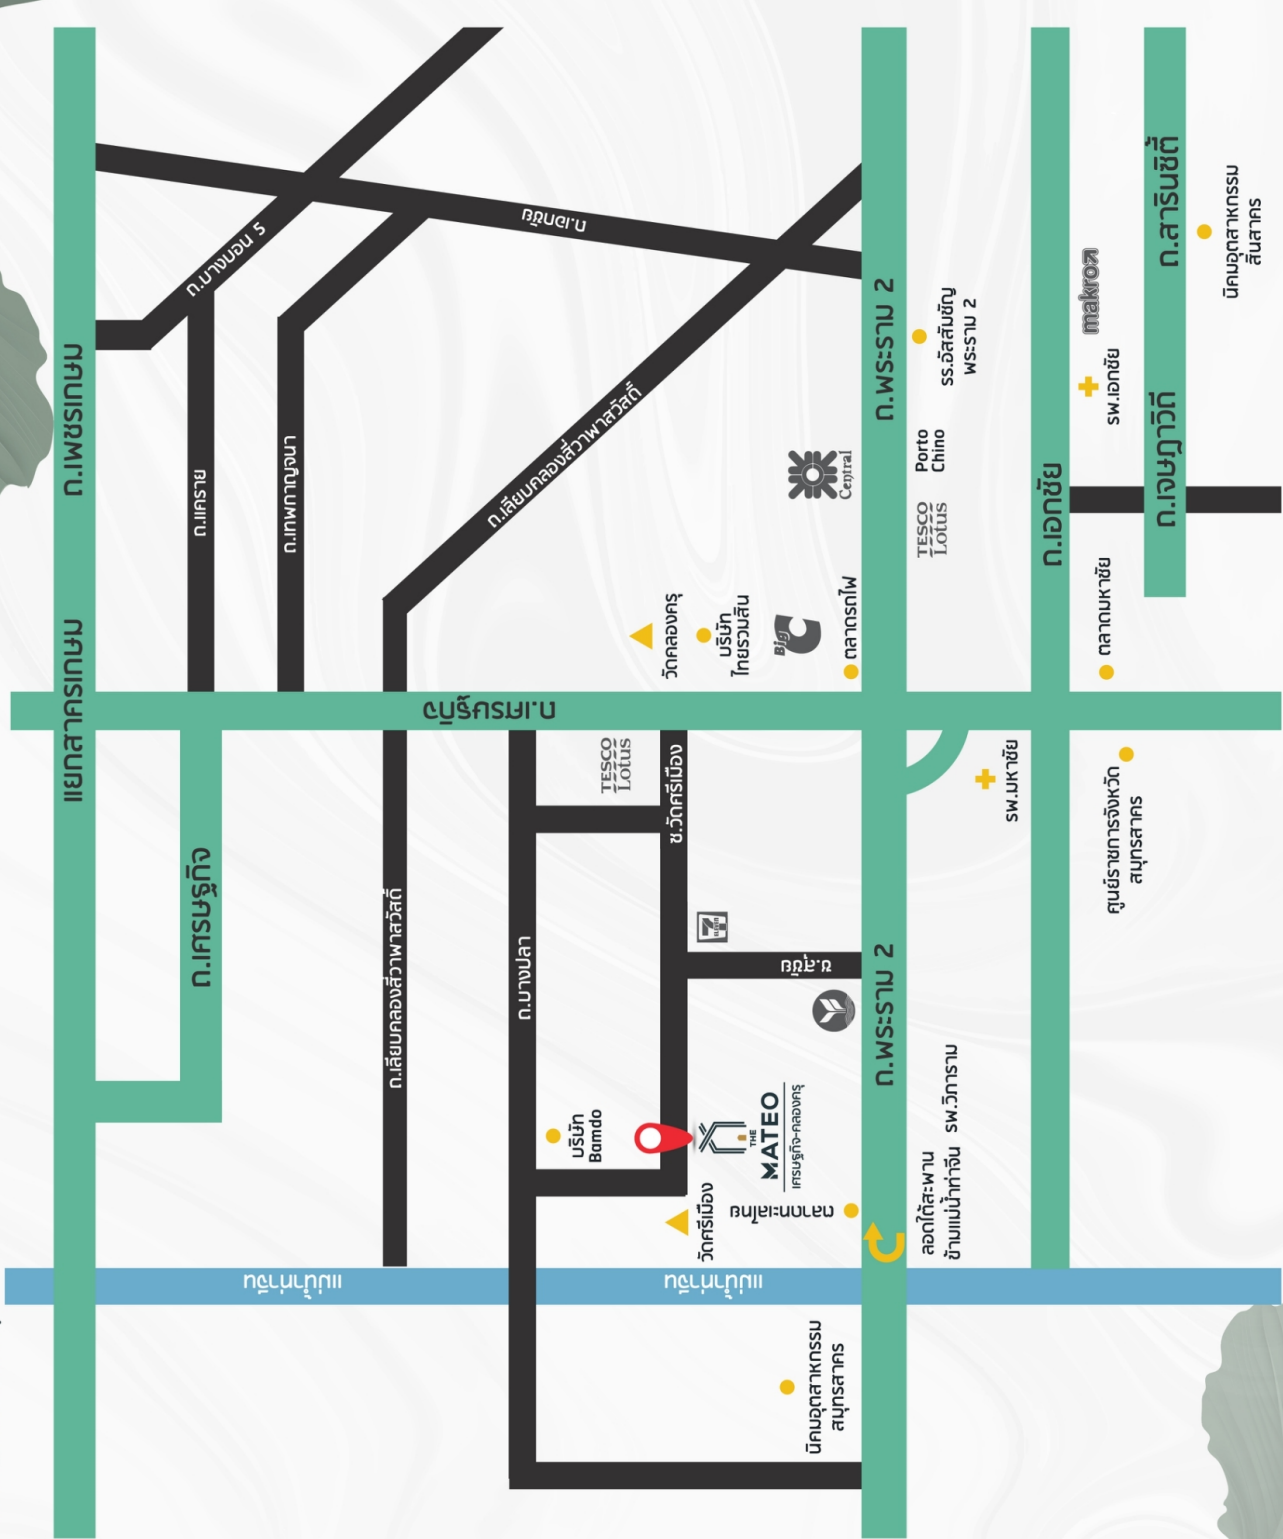 แยกสาครเกษม
ถ.เพชรเกษม
ถ.บางบอน 5
ถ.เศรษฐกิจ
ถ.แคราย
ถ.เทพกาญจนา
ถ.เอกชัย
ถ.เลียบคลองสี่วาพาสวัสดิ์
ถ.เลียบคลองสี่วาพาสวัสดิ์
แม่น้ำท่าจีน
ถ.เศรษฐกิจ
ถ.บางปลา
บริษัท
Bamdo
TESCO
Lotus
วัดคลองครุ
บริษัท
ไทยรวมสิน
Big C
Central
ตลาดรถไฟ
ซ.วัดศรีเมือง
7 ELEVEN
ซ.สุชัย
THE
MATEO
เศรษฐกิจ-คลองครุ
วัดศรีเมือง
ตลาดทะเลไทย
แม่น้ำท่าจีน
นิคมอุตสาหกรรม
สมุทรสาคร
ถ.พระราม 2
ถ.พระราม 2
ลอดใต้สะพาน
ข้ามแม่น้ำท่าจีน
รพ.วิภาราม
TESCO
Lotus
Porto
Chino
รร.อัสสัมชัญ
พระราม 2
รพ.มหาชัย
ถ.เอกชัย
ศูนย์ราชการจังหวัด
สมุทรสาคร
ตลาดมหาชัย
รพ.เอกชัย
makro
ถ.เจษฎาวิถี
ถ.สารินซิตี้
นิคมอุตสาหกรรม
สินสาคร